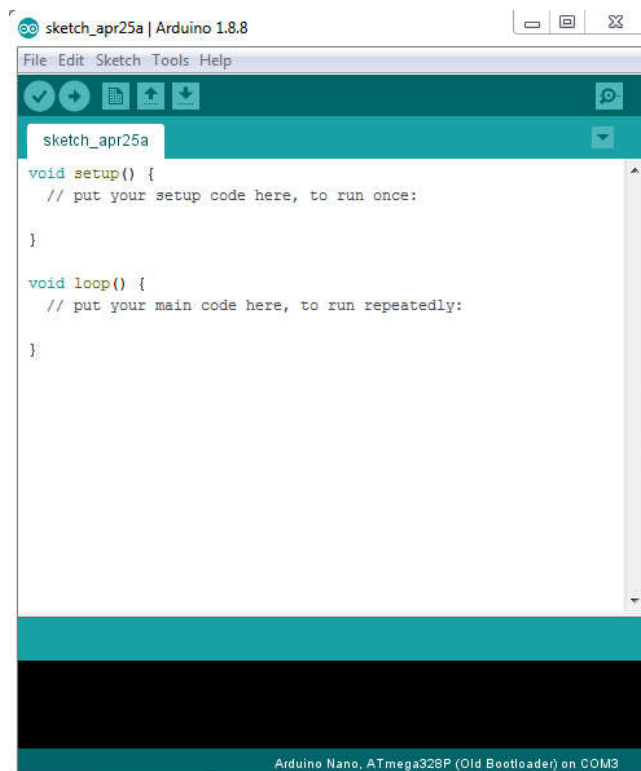 sketch_apr25a | Arduino 1.8.8
File Edit Sketch Tools Help
sketch_apr25a
void setup() {
  // put your setup code here, to run once:
}
void loop() {
  // put your main code here, to run repeatedly:
}
Arduino Nano, ATmega328P (Old Bootloader) on COM3